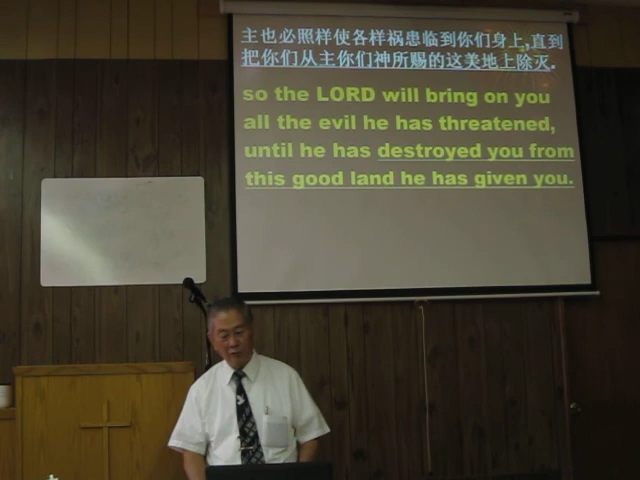 主也必照样使各样祸患临到你们身上,直到
把你们从主你们神所赐的这美地上除灭.
so the LORD will bring on you
all the evil he has threatened,
until he has destroyed you from
this good land he has given you.